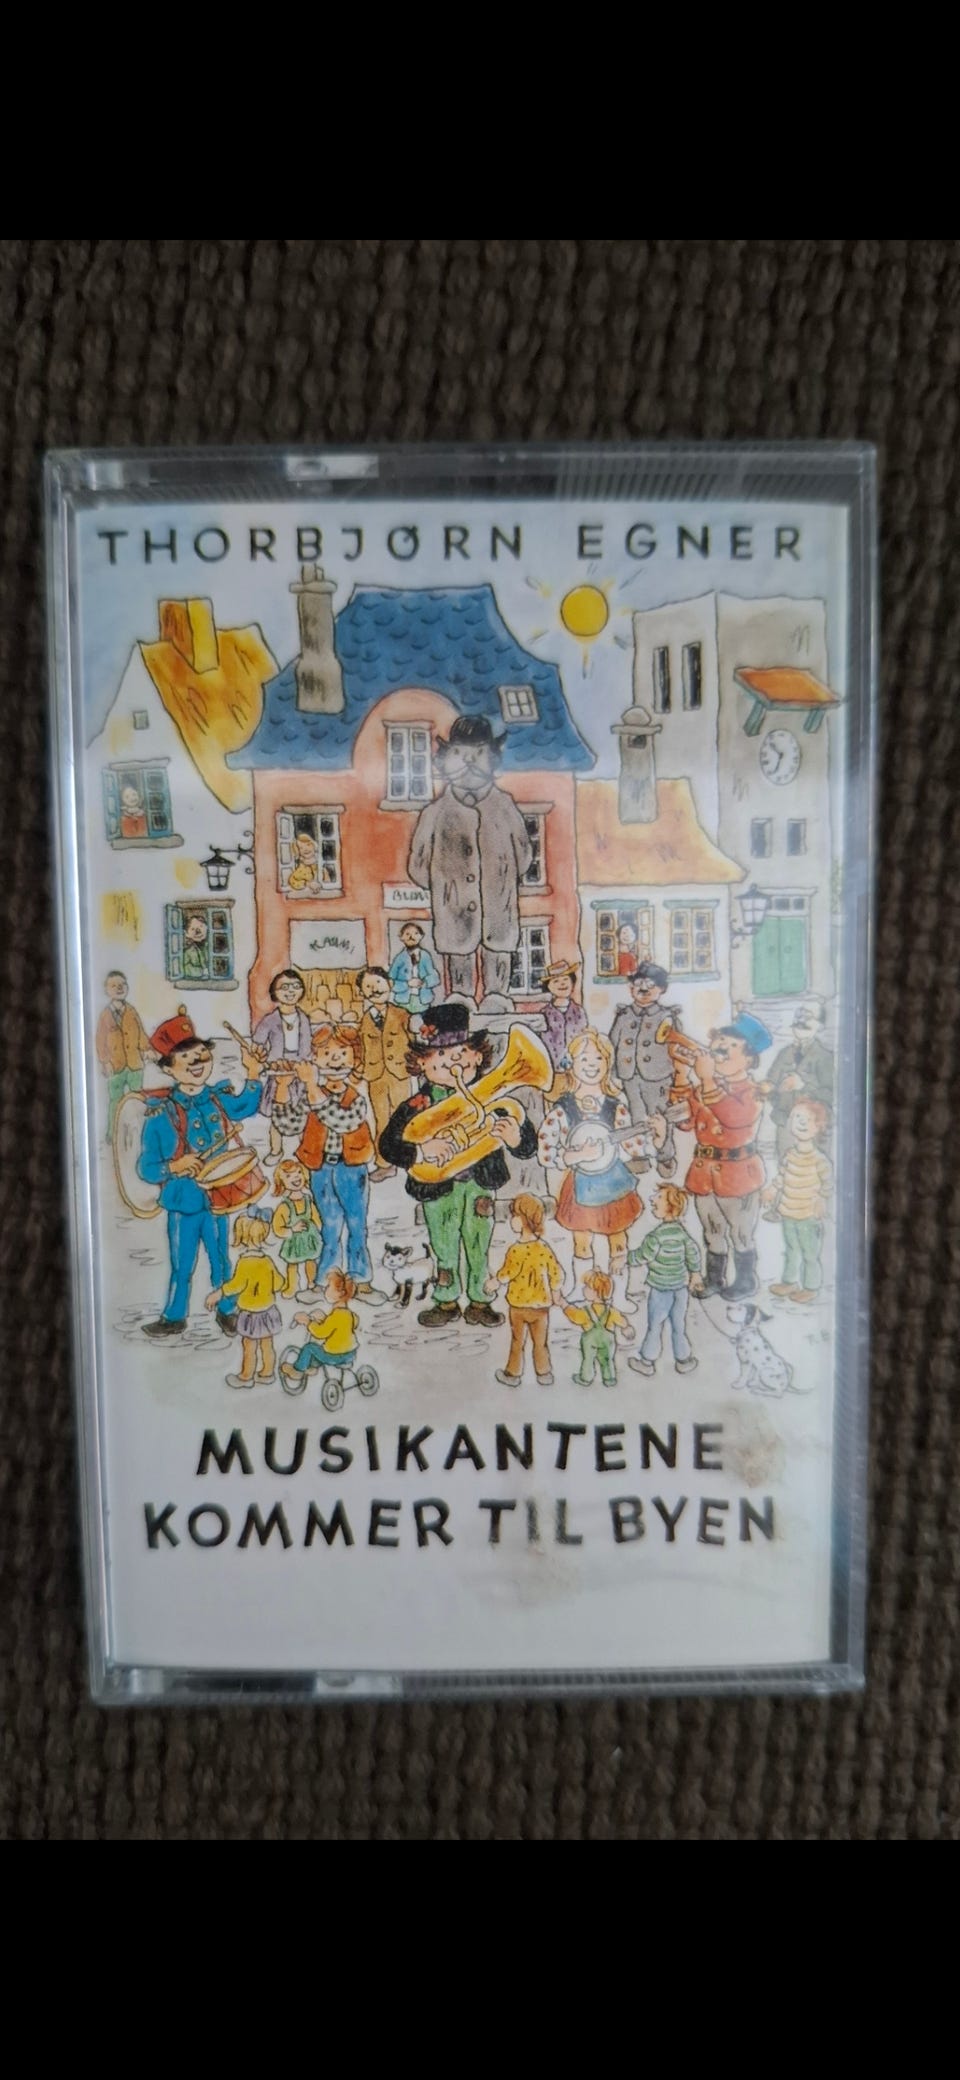 THORBJØRN EGNER
MUSIKANTENE
KOMMER TIL BYEN